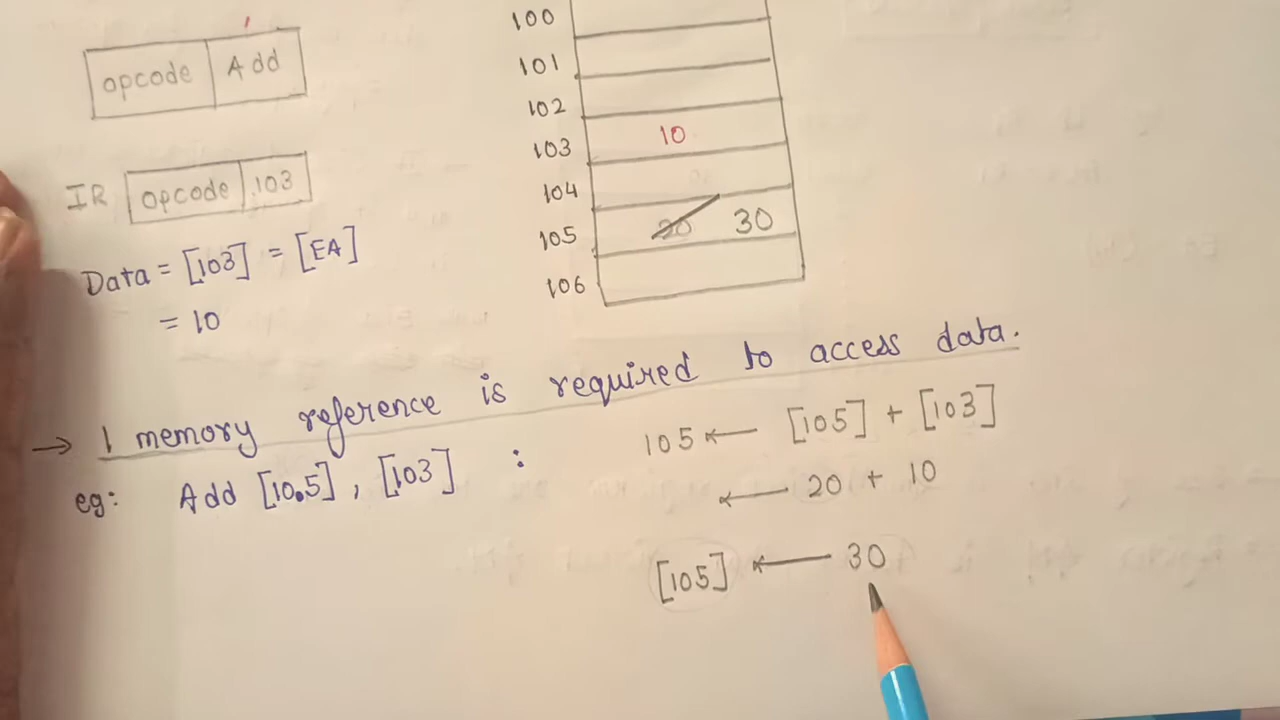 opcode Add
IR opcode 103
Data = [103] = [EA]
= 10
100
101
102
103 10
104
105 20 30
106
→ 1 memory reference is required to access data.
eg: Add [10.5], [103] :
105 ← [105] + [103]
← 20 + 10
[105] ← 30